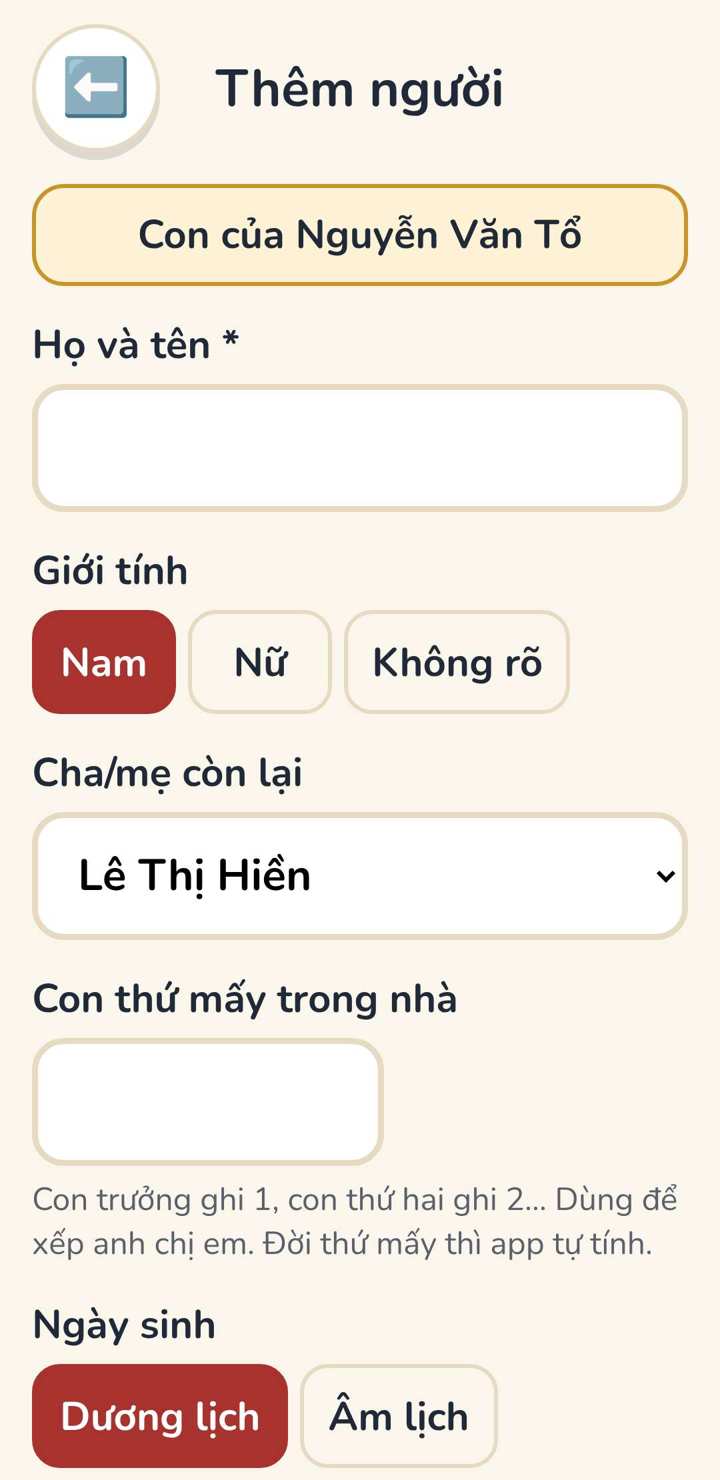 Thêm người
Con của Nguyễn Văn Tổ
Họ và tên *
Giới tính
Nam
Nữ
Không rõ
Cha/mẹ còn lại
Lê Thị Hiền
Con thứ mấy trong nhà
Con trưởng ghi 1, con thứ hai ghi 2... Dùng để
xếp anh chị em. Đời thứ mấy thì app tự tính.
Ngày sinh
Dương lịch
Âm lịch